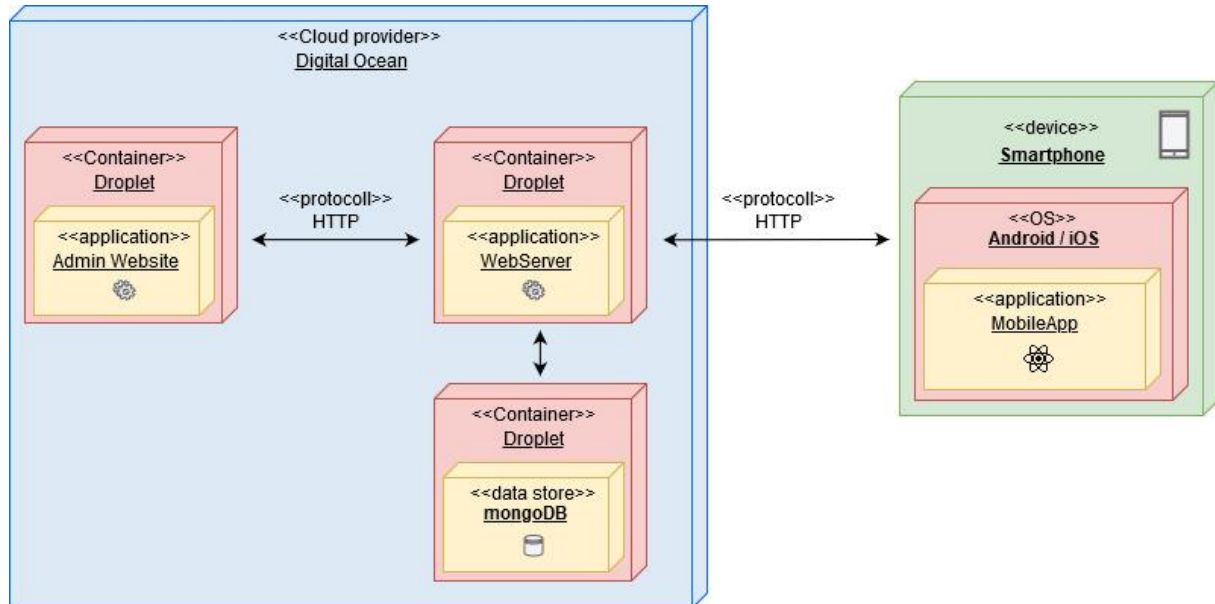 <<Cloud provider>>
Digital Ocean
<<Container>>
Droplet
<<application>>
Admin Website
<<protocoll>>
HTTP
<<Container>>
Droplet
<<application>>
WebServer
<<protocoll>>
HTTP
<<device>>
Smartphone
<<OS>>
Android / iOS
<<application>>
MobileApp
<<Container>>
Droplet
<<data store>>
mongoDB